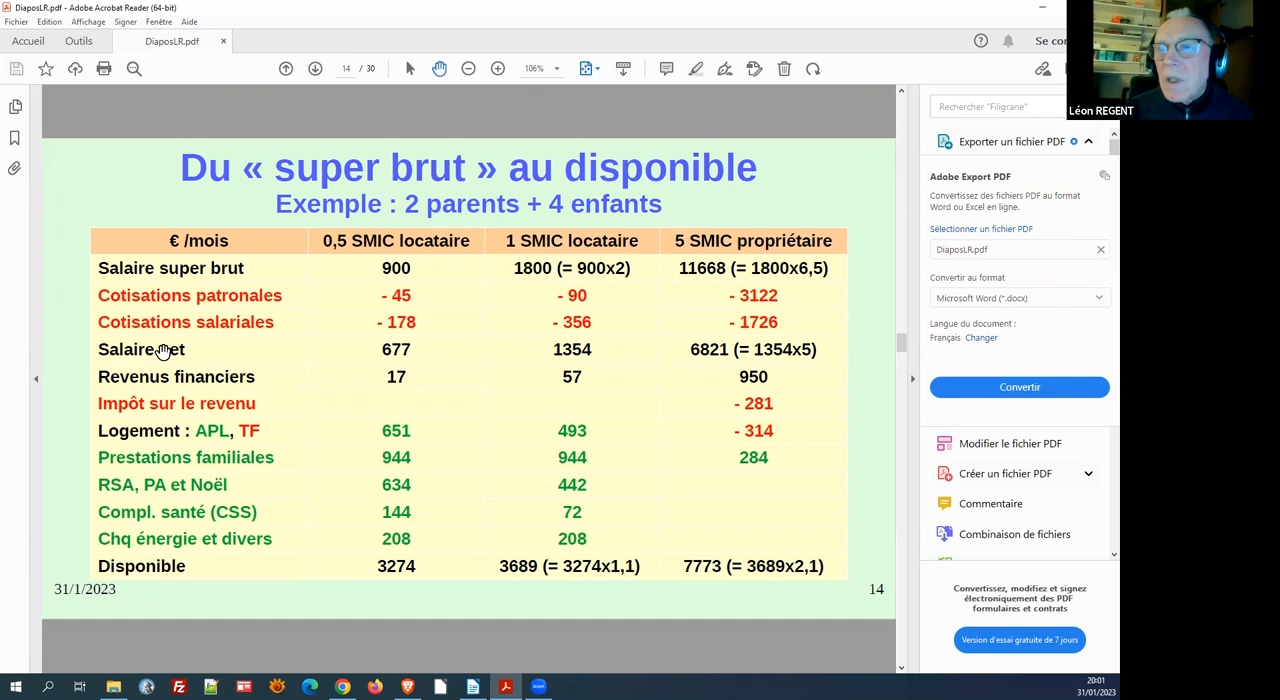 DiaposLR.pdf - Adobe Acrobat Reader (64-bit)
Fichier Edition Affichage Signer Fenêtre Aide
Accueil Outils DiaposLR.pdf × Se co
14 / 30 106%
Léon REGENT
Du « super brut » au disponible
Exemple : 2 parents + 4 enfants
€ /mois 0,5 SMIC locataire 1 SMIC locataire 5 SMIC propriétaire
Salaire super brut 900 1800 (= 900x2) 11668 (= 1800x6,5)
Cotisations patronales - 45 - 90 - 3122
Cotisations salariales - 178 - 356 - 1726
Salaire et 677 1354 6821 (= 1354x5)
Revenus financiers 17 57 950
Impôt sur le revenu - 281
Logement : APL, TF 651 493 - 314
Prestations familiales 944 944 284
RSA, PA et Noël 634 442
Compl. santé (CSS) 144 72
Chq énergie et divers 208 208
Disponible 3274 3689 (= 3274x1,1) 7773 (= 3689x2,1)
31/1/2023 14
Rechercher "Filigrane"
Exporter un fichier PDF
Adobe Export PDF
Convertissez des fichiers PDF au format
Word ou Excel en ligne.
Sélectionner un fichier PDF
DiaposLR.pdf
Convertir au format
Microsoft Word (*.docx)
Langue du document :
Français Changer
Convertir
Modifier le fichier PDF
Créer un fichier PDF
Commentaire
Combinaison de fichiers
Convertissez, modifiez et signez
électroniquement des PDF
formulaires et contrats
Version d'essai gratuite de 7 jours
20:01
31/01/2023